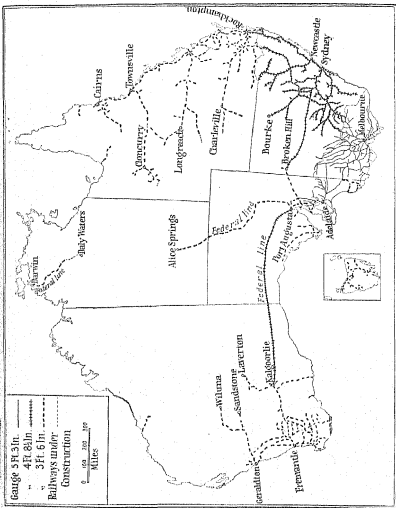 Gauge 5 Ft. 3 In.
" 4 Ft. 8½ In.
" 3 Ft. 6 In.
Railways under
Construction
0 100 200 300
Miles
Darwin
Federal Line
Daly Waters
Cairns
Townsville
Cloncurry
Longreach
Rockhampton
Charleville
Alice Springs
Federal line
Federal line
Bourke
Broken Hill
Newcastle
Sydney
Melbourne
Port Augusta
Adelaide
Wiluna
Sandstone
Laverton
Kalgoorlie
Geraldton
Fremantle